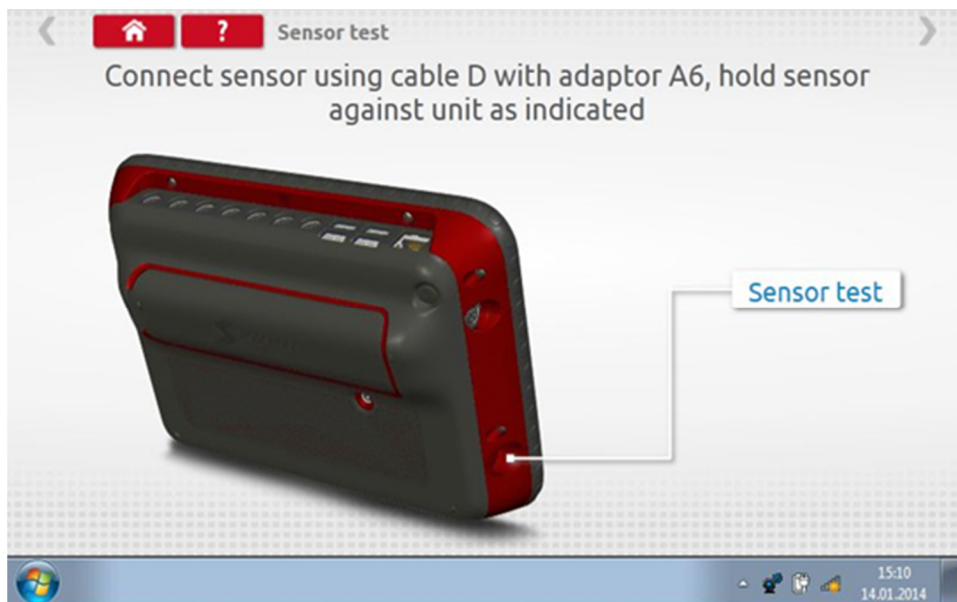 ? Sensor test
Connect sensor using cable D with adaptor A6, hold sensor
against unit as indicated
Sensor test
15:10
14.01.2014